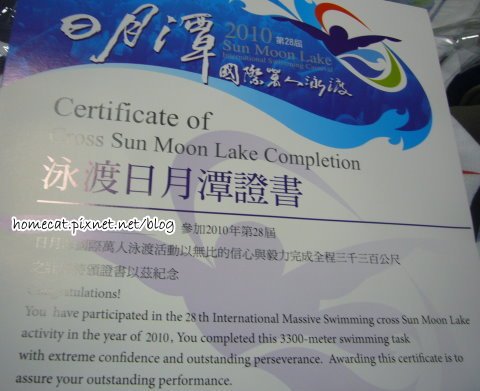 日月潭 2010 第28屆
Sun Moon Lake
International Swimming Carnival
國際萬人泳渡
Certificate of
Cross Sun Moon Lake Completion
泳渡日月潭證書
homecat.pixnet.net/blog
參加2010年第28屆
日月潭國際萬人泳渡活動以無比的信心與毅力完成全程三千三百公尺
頒證書以茲紀念
Congratulations!
You have participated in the 28th International Massive Swimming cross Sun Moon Lake
activity in the year of 2010, You completed this 3300-meter swimming task
with extreme confidence and outstanding perseverance. Awarding this certificate is to
assure your outstanding performance.